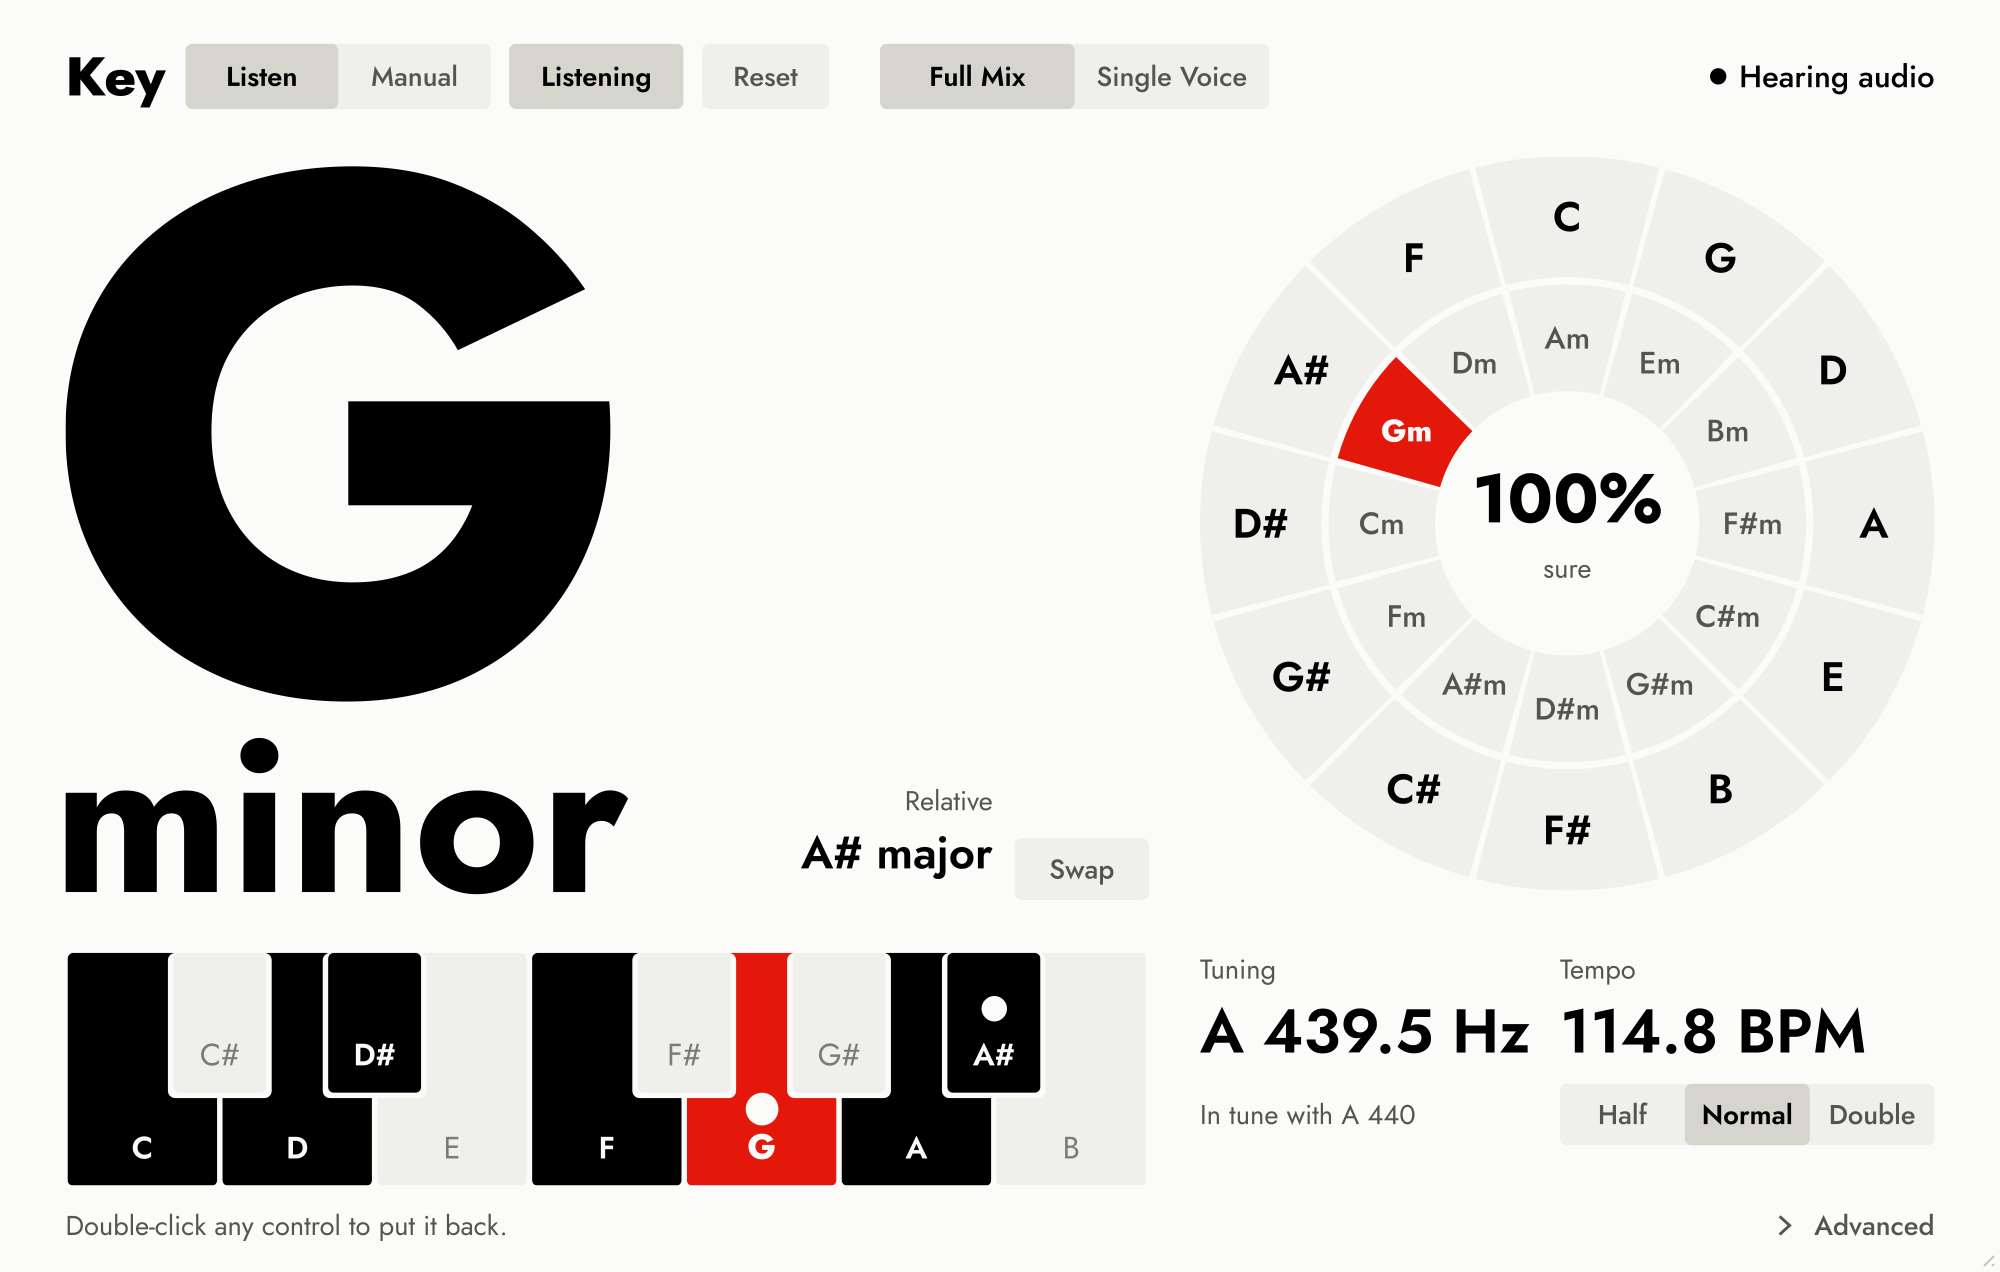 Key Listen Manual Listening Reset Full Mix Single Voice Hearing audio
G
minor
Relative
A# major Swap
C
F G
A# D
Dm Am Em
Gm Bm
D# Cm 100% F#m A
sure
Fm C#m
G# E
A#m D#m G#m
C# B
F#
C# D# F# G# A#
C D E F G A B
Tuning Tempo
A 439.5 Hz 114.8 BPM
In tune with A 440 Half Normal Double
Double-click any control to put it back. Advanced